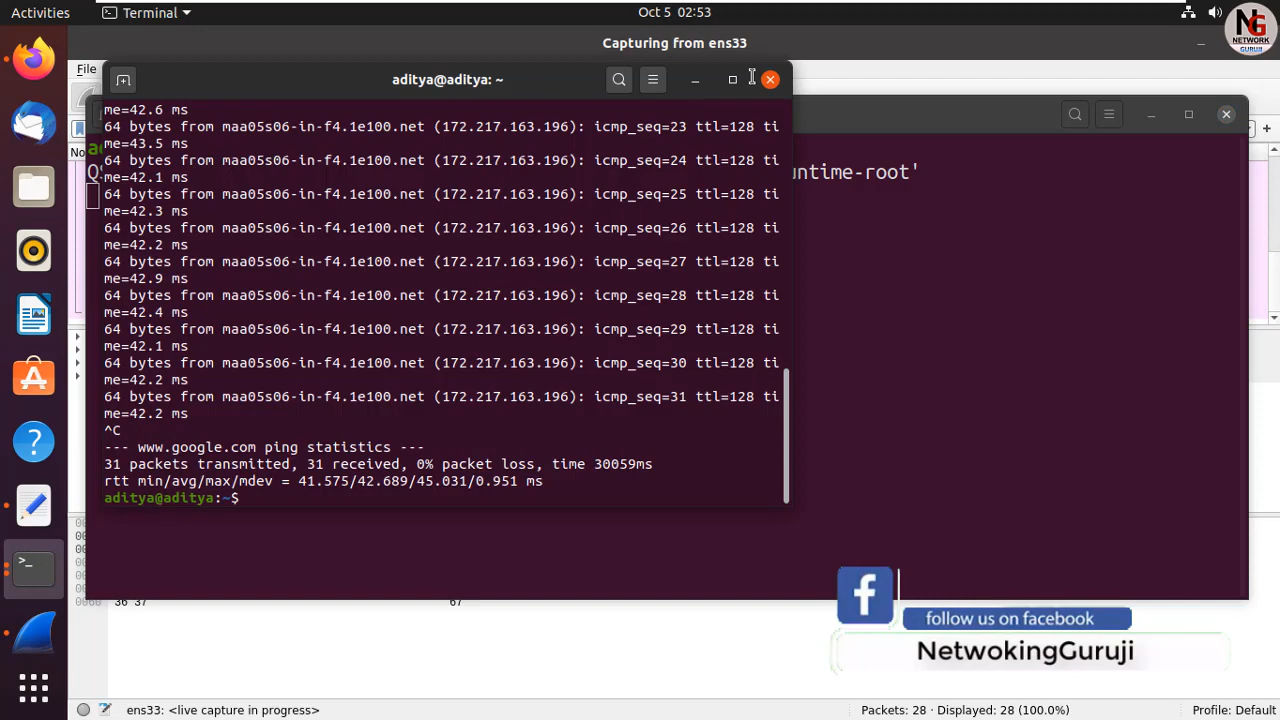 Activities
Terminal
Oct 5 02:53
NG
NETWORK
GURUJI
Capturing from ens33
File
aditya@aditya: ~
me=42.6 ms
64 bytes from maa05s06-in-f4.1e100.net (172.217.163.196): icmp_seq=23 ttl=128 ti
me=43.5 ms
64 bytes from maa05s06-in-f4.1e100.net (172.217.163.196): icmp_seq=24 ttl=128 ti
me=42.1 ms
64 bytes from maa05s06-in-f4.1e100.net (172.217.163.196): icmp_seq=25 ttl=128 ti
me=42.3 ms
64 bytes from maa05s06-in-f4.1e100.net (172.217.163.196): icmp_seq=26 ttl=128 ti
me=42.2 ms
64 bytes from maa05s06-in-f4.1e100.net (172.217.163.196): icmp_seq=27 ttl=128 ti
me=42.9 ms
64 bytes from maa05s06-in-f4.1e100.net (172.217.163.196): icmp_seq=28 ttl=128 ti
me=42.4 ms
64 bytes from maa05s06-in-f4.1e100.net (172.217.163.196): icmp_seq=29 ttl=128 ti
me=42.1 ms
64 bytes from maa05s06-in-f4.1e100.net (172.217.163.196): icmp_seq=30 ttl=128 ti
me=42.2 ms
64 bytes from maa05s06-in-f4.1e100.net (172.217.163.196): icmp_seq=31 ttl=128 ti
me=42.2 ms
^C
--- www.google.com ping statistics ---
31 packets transmitted, 31 received, 0% packet loss, time 30059ms
rtt min/avg/max/mdev = 41.575/42.689/45.031/0.951 ms
aditya@aditya:~$
No
untime-root'
0060 36 37 67
follow us on facebook
NetwokingGuruji
ens33: <live capture in progress>
Packets: 28 · Displayed: 28 (100.0%)
Profile: Default